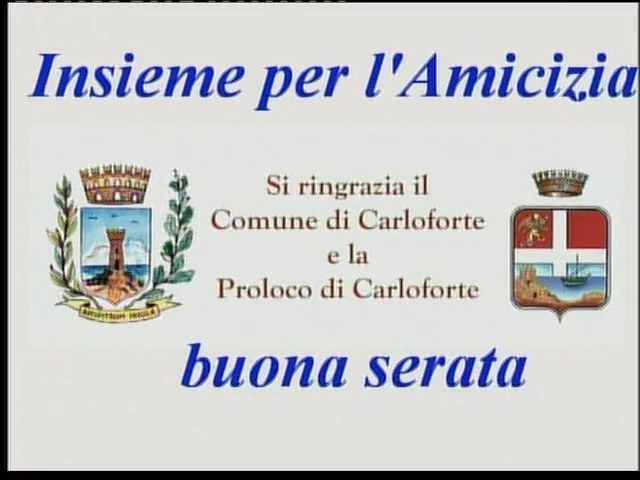 Insieme per l'Amicizia
Si ringrazia il
Comune di Carloforte
e la
Proloco di Carloforte
buona serata